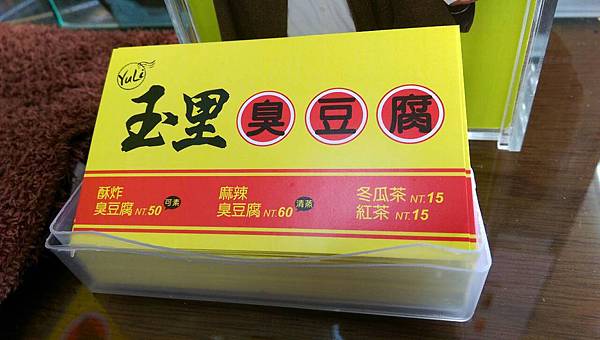 YuLi
玉里臭豆腐
酥炸
臭豆腐 NT.50 可素
麻辣
臭豆腐 NT.60 清蒸
冬瓜茶 NT.15
紅茶 NT.15